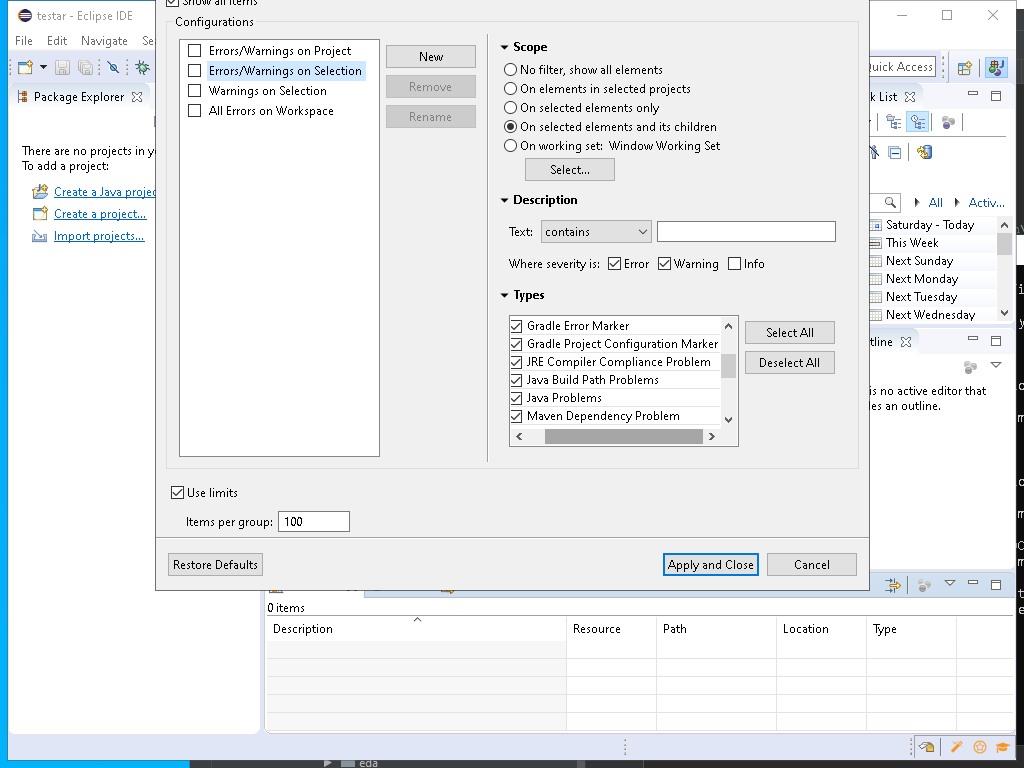 testar - Eclipse IDE
Show all items
File Edit Navigate Se
Configurations
Errors/Warnings on Project
Errors/Warnings on Selection
Warnings on Selection
All Errors on Workspace
New
Remove
Rename
Scope
No filter, show all elements
On elements in selected projects
On selected elements only
On selected elements and its children
On working set: Window Working Set
Select...
Description
Text: contains
Where severity is: Error Warning Info
Types
Gradle Error Marker
Gradle Project Configuration Marker
JRE Compiler Compliance Problem
Java Build Path Problems
Java Problems
Maven Dependency Problem
Select All
Deselect All
Use limits
Items per group: 100
Restore Defaults
Apply and Close
Cancel
Package Explorer
There are no projects in y
To add a project:
Create a Java projec
Create a project...
Import projects...
Quick Access
k List
All Activ...
Saturday - Today
This Week
Next Sunday
Next Monday
Next Tuesday
Next Wednesday
tline
is no active editor that
les an outline.
0 items
Description Resource Path Location Type
eda